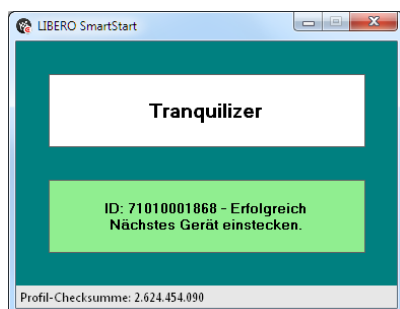 LIBERO SmartStart
Tranquilizer
ID: 71010001868 - Erfolgreich
Nächstes Gerät einstecken.
Profil-Checksumme: 2.624.454.090